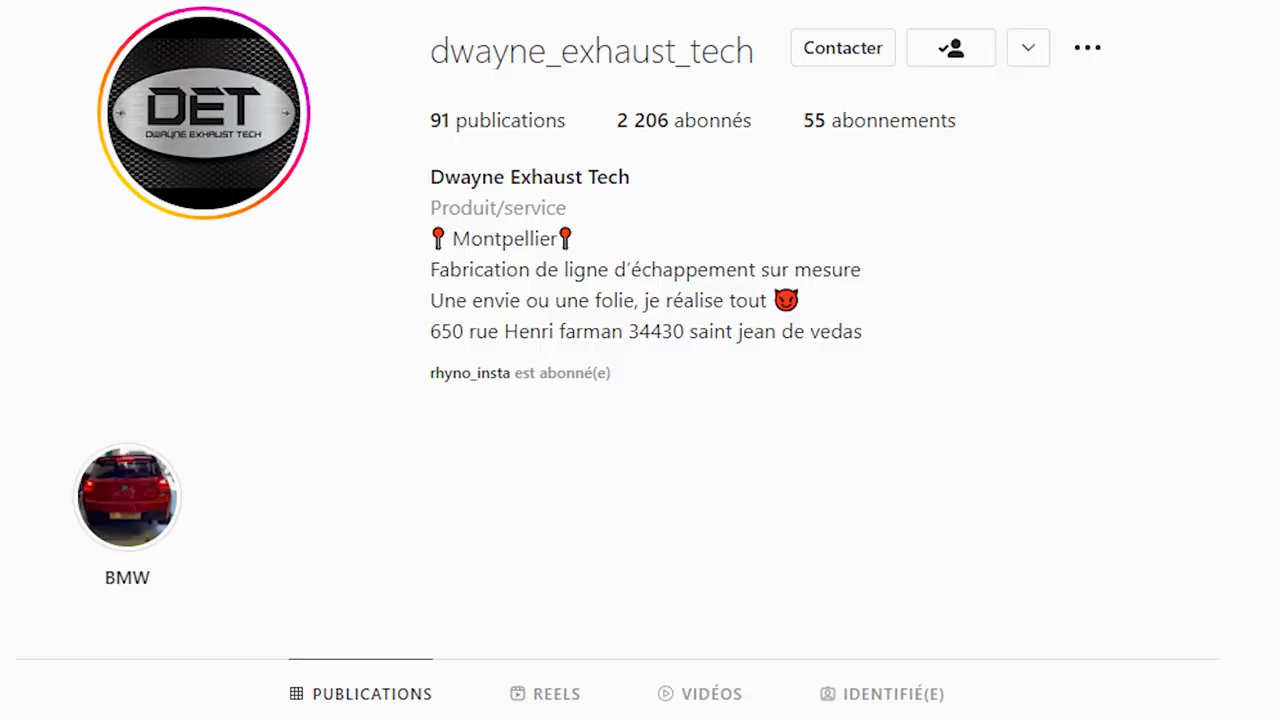 DET
DWAYNE EXHAUST TECH
dwayne_exhaust_tech
Contacter
91 publications
2 206 abonnés
55 abonnements
Dwayne Exhaust Tech
Produit/service
📍 Montpellier📍
Fabrication de ligne d’échappement sur mesure
Une envie ou une folie, je réalise tout 😈
650 rue Henri farman 34430 saint jean de vedas
rhyno_insta est abonné(e)
BMW
PUBLICATIONS
REELS
VIDÉOS
IDENTIFIÉ(E)